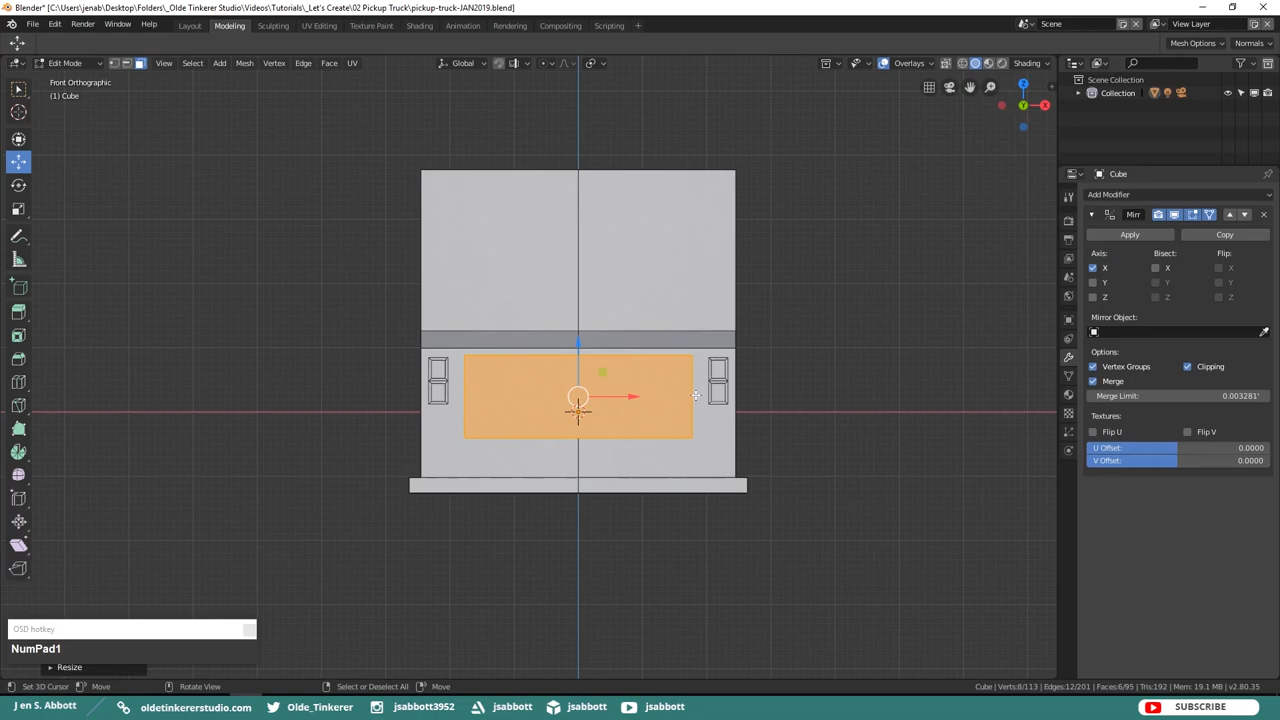 Blender* [C:\Users\jenab\Desktop\Folders\_Olde Tinkerer Studio\Videos\Tutorials\_Let's Create\02 Pickup Truck\pickup-truck-JAN2019.blend]
File Edit Render Window Help Layout Modeling Sculpting UV Editing Texture Paint Shading Animation Rendering Compositing Scripting Scene View Layer
Mesh Options Normals
Edit Mode View Select Add Mesh Vertex Edge Face UV Global Overlays Shading
Front Orthographic
(1) Cube
Scene Collection
Collection
Cube
Add Modifier
Mirr
Apply Copy
Axis: Bisect: Flip:
X X X
Y Y Y
Z Z Z
Mirror Object:
Options:
Vertex Groups Clipping
Merge
Merge Limit: 0.003281'
Textures:
Flip U Flip V
U Offset: 0.0000
V Offset: 0.0000
X
Y
Z
OSD hotkey
NumPad1
Resize
Set 3D Cursor Move Rotate View Select or Deselect All Move Cube | Verts:8/113 | Edges:12/201 | Faces:6/95 | Tris:192 | Mem: 19.1 MB | v2.80.35
J en S. Abbott oldetinkererstudio.com Olde_Tinkerer jsabbott3952 jsabbott jsabbott jsabbott SUBSCRIBE